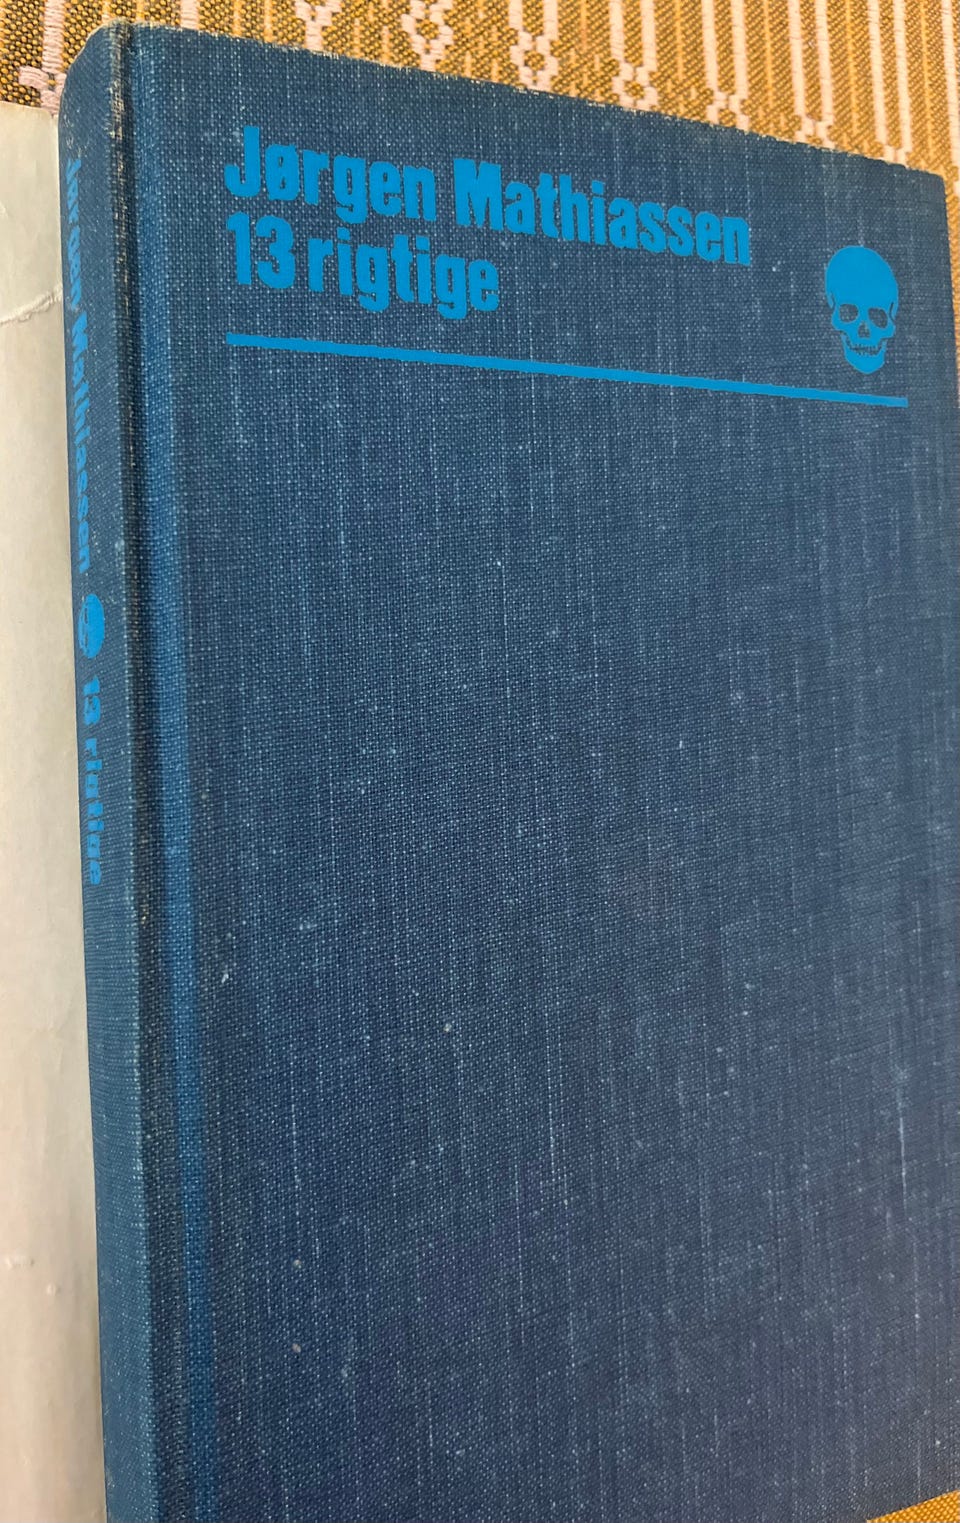 Jørgen Mathiassen
13 rigtige
Jørgen Mathiassen 13 rigtige